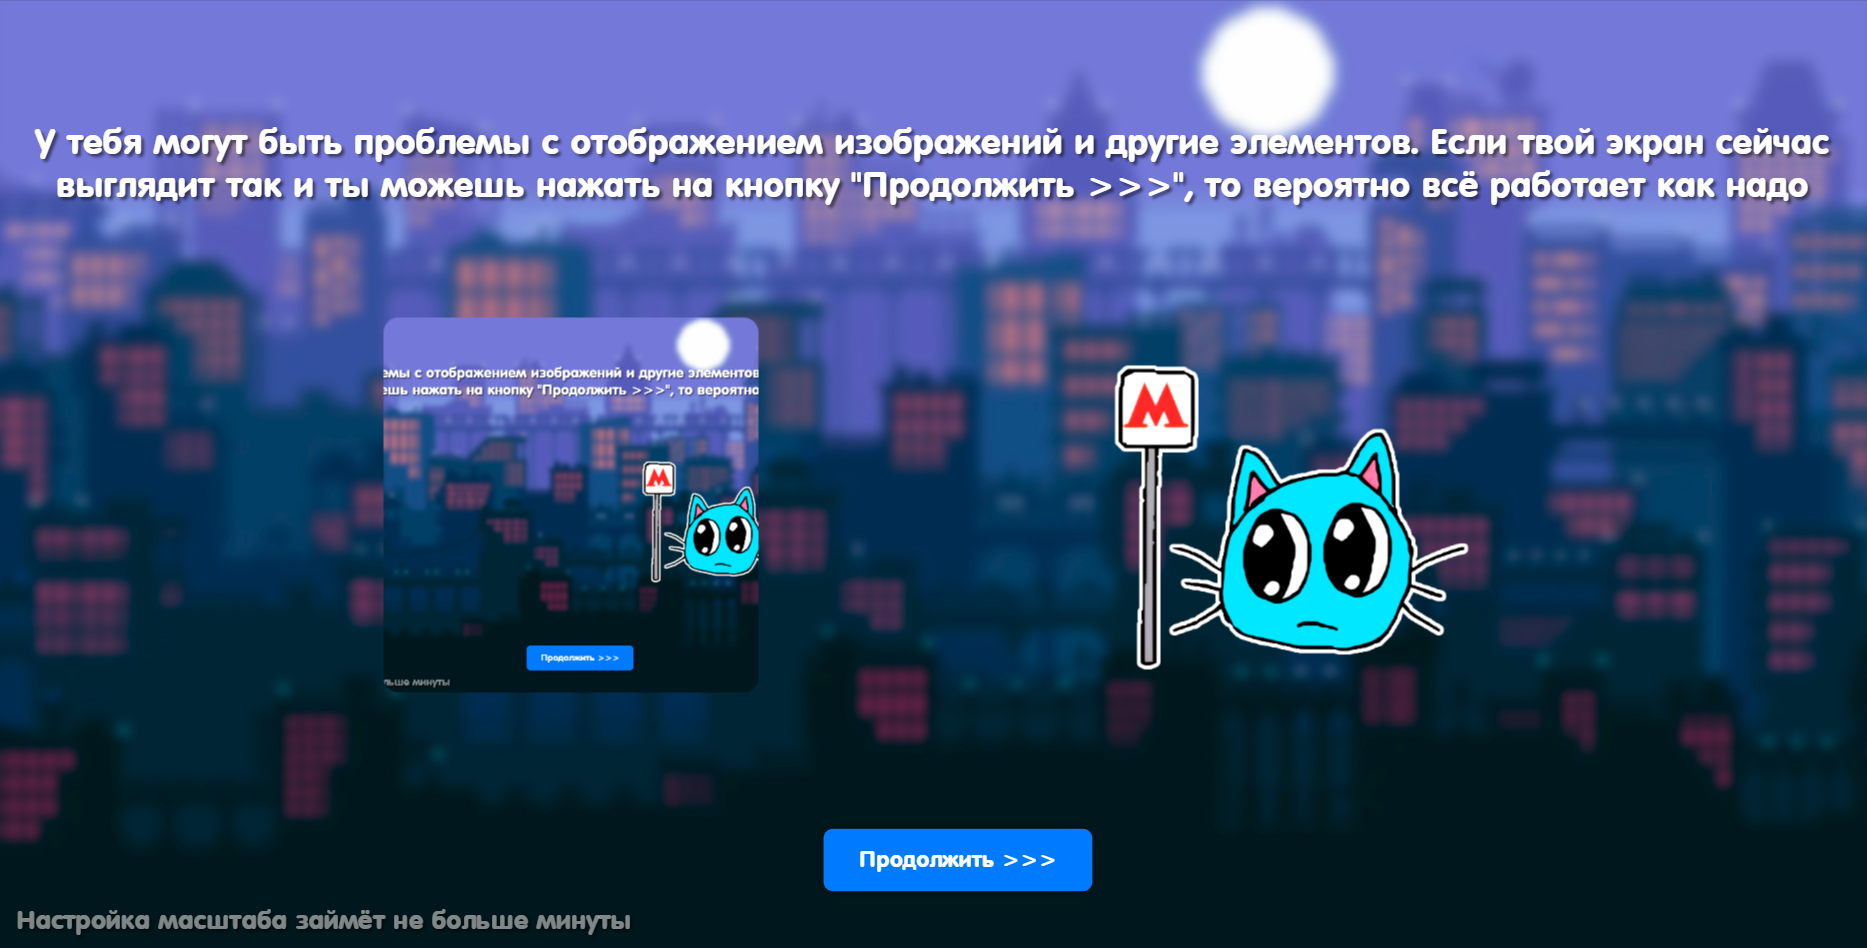 У тебя могут быть проблемы с отображением изображений и другие элементов. Если твой экран сейчас
выглядит так и ты можешь нажать на кнопку "Продолжить >>>", то вероятно всё работает как надо
емы с отображением изображений и другие элементов
ешь нажать на кнопку "Продолжить >>>", то вероятно
М
М
Продолжить >>>
льше минуты
Продолжить >>>
Настройка масштаба займёт не больше минуты